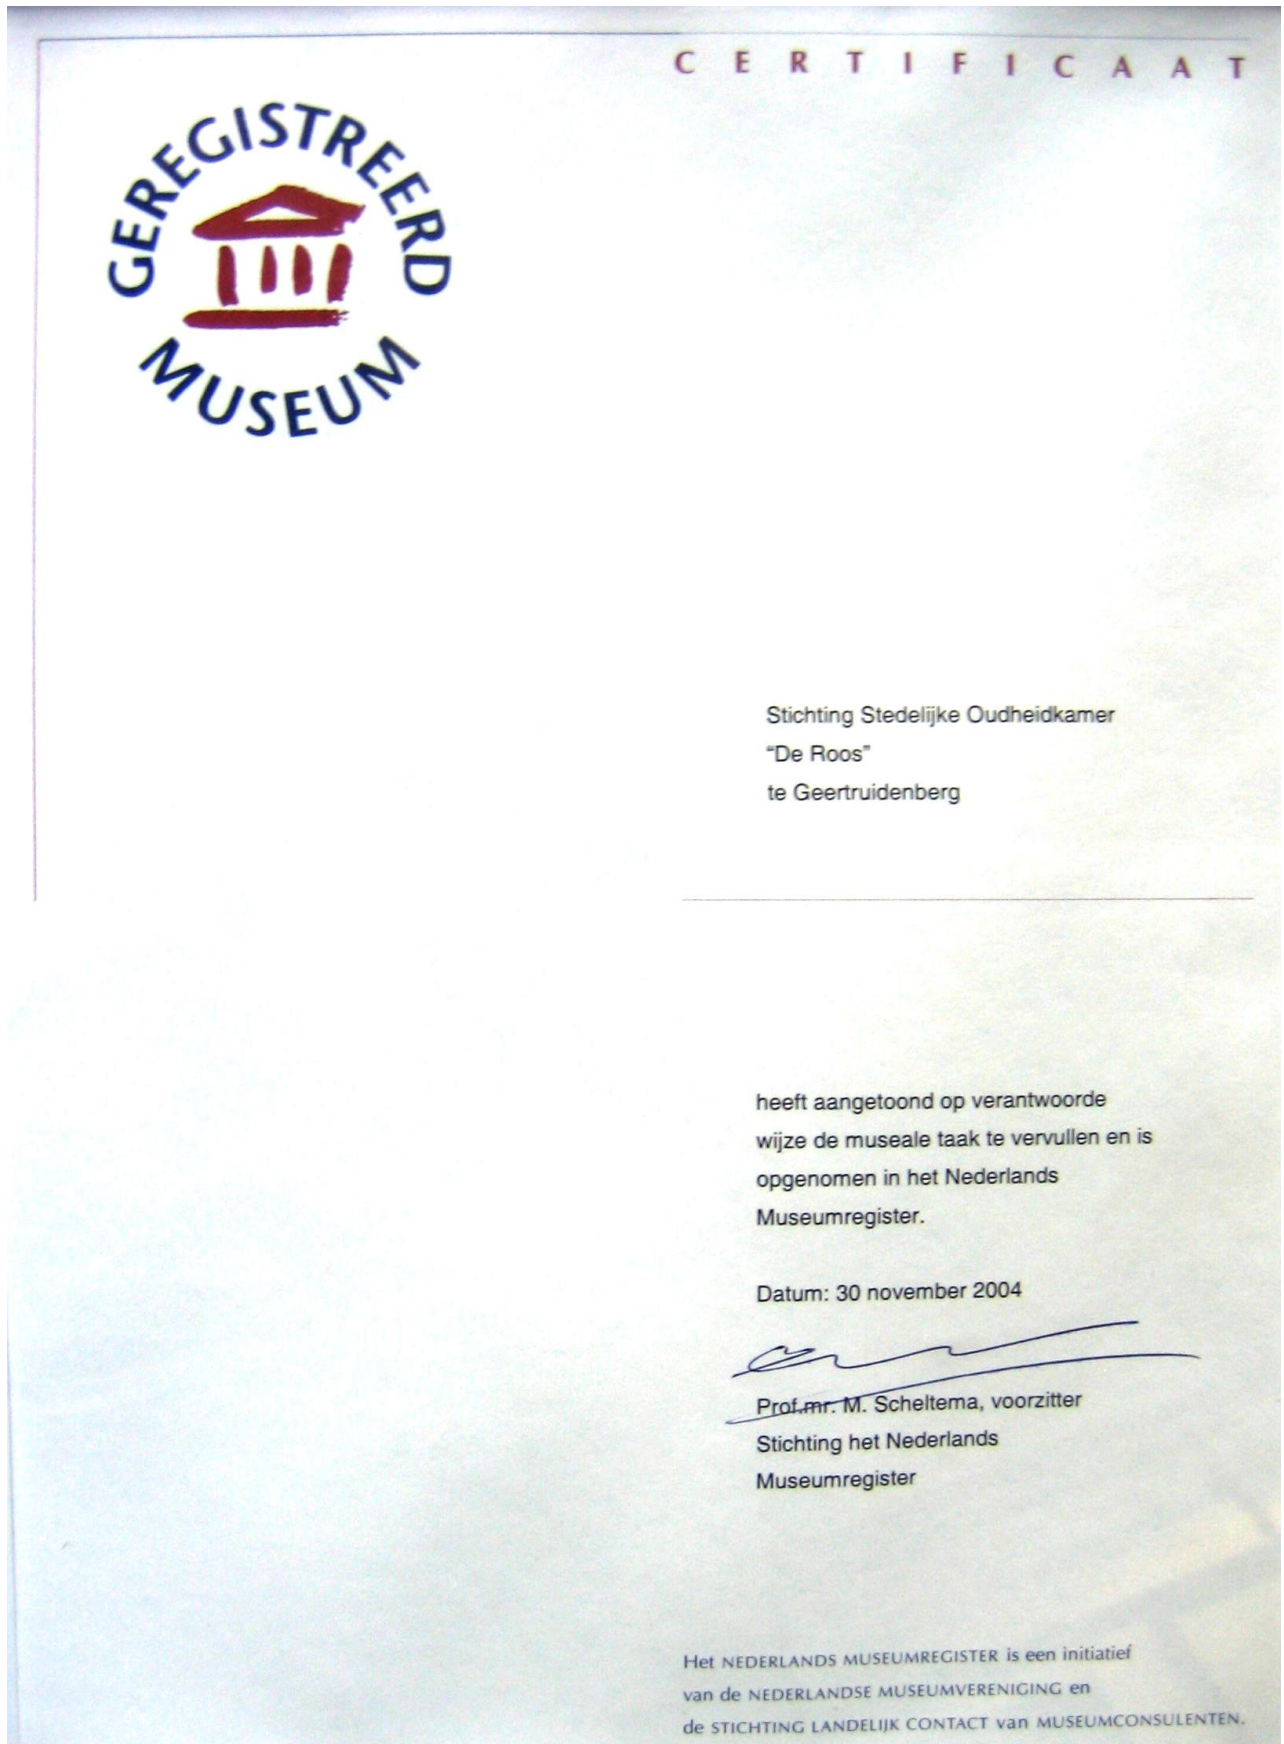 CERTIFICAAT
GEREGISTREERD
MUSEUM
Stichting Stedelijke Oudheidkamer
“De Roos”
te Geertruidenberg
heeft aangetoond op verantwoorde
wijze de museale taak te vervullen en is
opgenomen in het Nederlands
Museumregister.
Datum: 30 november 2004
Prof.mr. M. Scheltema, voorzitter
Stichting het Nederlands
Museumregister
Het NEDERLANDS MUSEUMREGISTER is een initiatief
van de NEDERLANDSE MUSEUMVERENIGING en
de STICHTING LANDELIJK CONTACT van MUSEUMCONSULENTEN.